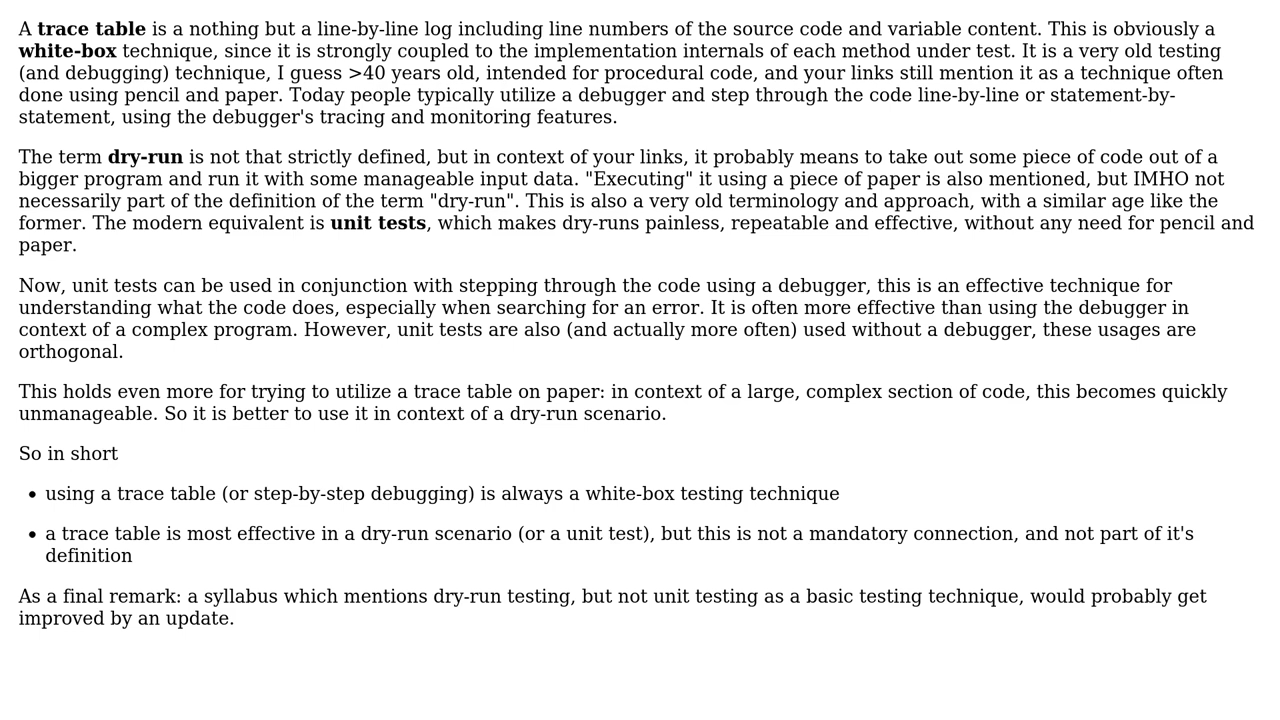 A trace table is a nothing but a line-by-line log including line numbers of the source code and variable content. This is obviously a
white-box technique, since it is strongly coupled to the implementation internals of each method under test. It is a very old testing
(and debugging) technique, I guess >40 years old, intended for procedural code, and your links still mention it as a technique often
done using pencil and paper. Today people typically utilize a debugger and step through the code line-by-line or statement-by-
statement, using the debugger's tracing and monitoring features.
The term dry-run is not that strictly defined, but in context of your links, it probably means to take out some piece of code out of a
bigger program and run it with some manageable input data. "Executing" it using a piece of paper is also mentioned, but IMHO not
necessarily part of the definition of the term "dry-run". This is also a very old terminology and approach, with a similar age like the
former. The modern equivalent is unit tests, which makes dry-runs painless, repeatable and effective, without any need for pencil and
paper.
Now, unit tests can be used in conjunction with stepping through the code using a debugger, this is an effective technique for
understanding what the code does, especially when searching for an error. It is often more effective than using the debugger in
context of a complex program. However, unit tests are also (and actually more often) used without a debugger, these usages are
orthogonal.
This holds even more for trying to utilize a trace table on paper: in context of a large, complex section of code, this becomes quickly
unmanageable. So it is better to use it in context of a dry-run scenario.
So in short
• using a trace table (or step-by-step debugging) is always a white-box testing technique
• a trace table is most effective in a dry-run scenario (or a unit test), but this is not a mandatory connection, and not part of it's
definition
As a final remark: a syllabus which mentions dry-run testing, but not unit testing as a basic testing technique, would probably get
improved by an update.